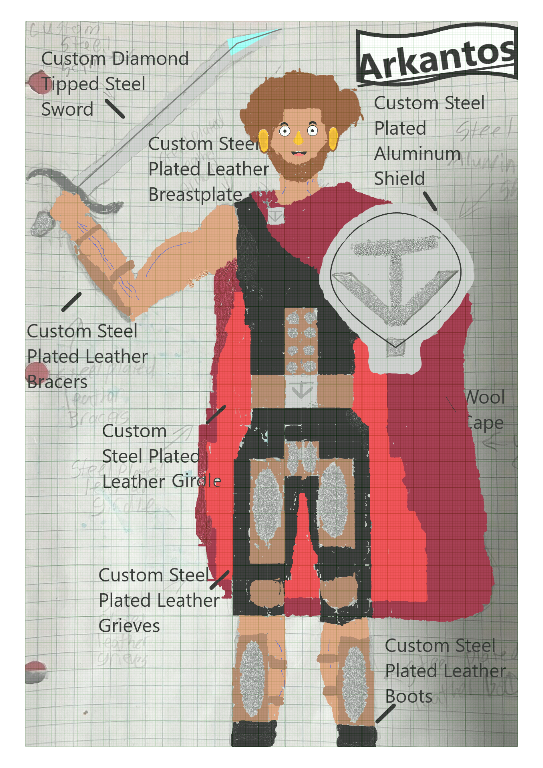 Arkantos
Custom Diamond
Tipped Steel
Sword
Custom Steel
Plated Leather
Breastplate
Custom Steel
Plated
Aluminum
Shield
Custom Steel
Plated Leather
Bracers
Wool
Cape
Custom
Steel Plated
Leather Girdle
Custom Steel
Plated Leather
Grieves
Custom Steel
Plated Leather
Boots